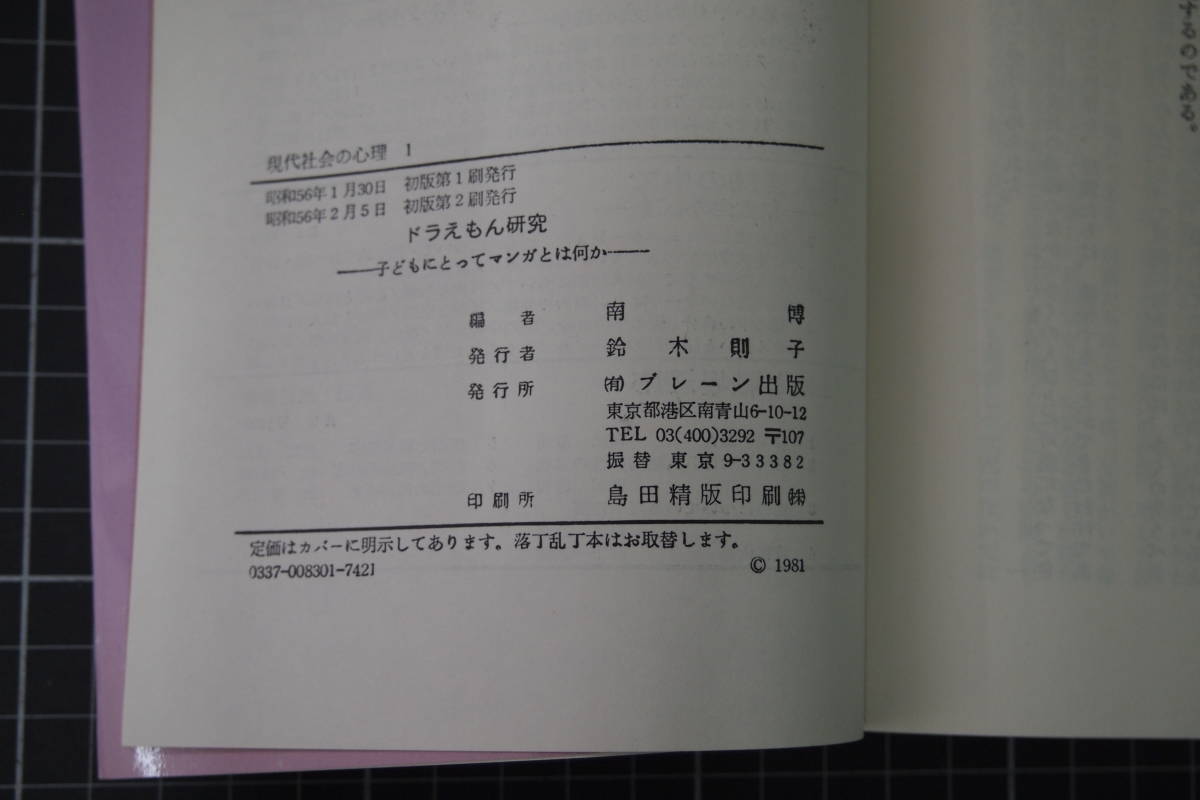 現代社会の心理 1
昭和56年1月30日 初版第1刷発行
昭和56年2月5日 初版第2刷発行
ドラえもん研究
――子どもにとってマンガとは何か――
編者 南博
発行者 鈴木則子
発行所 ㈲ブレーン出版
東京都港区南青山6-10-12
TEL 03(400)3292 〒107
振替 東京9-33382
印刷所 島田精版印刷㈱
定価はカバーに明示してあります。落丁乱丁本はお取替します。
0337-008301-7421
© 1981
するのである。